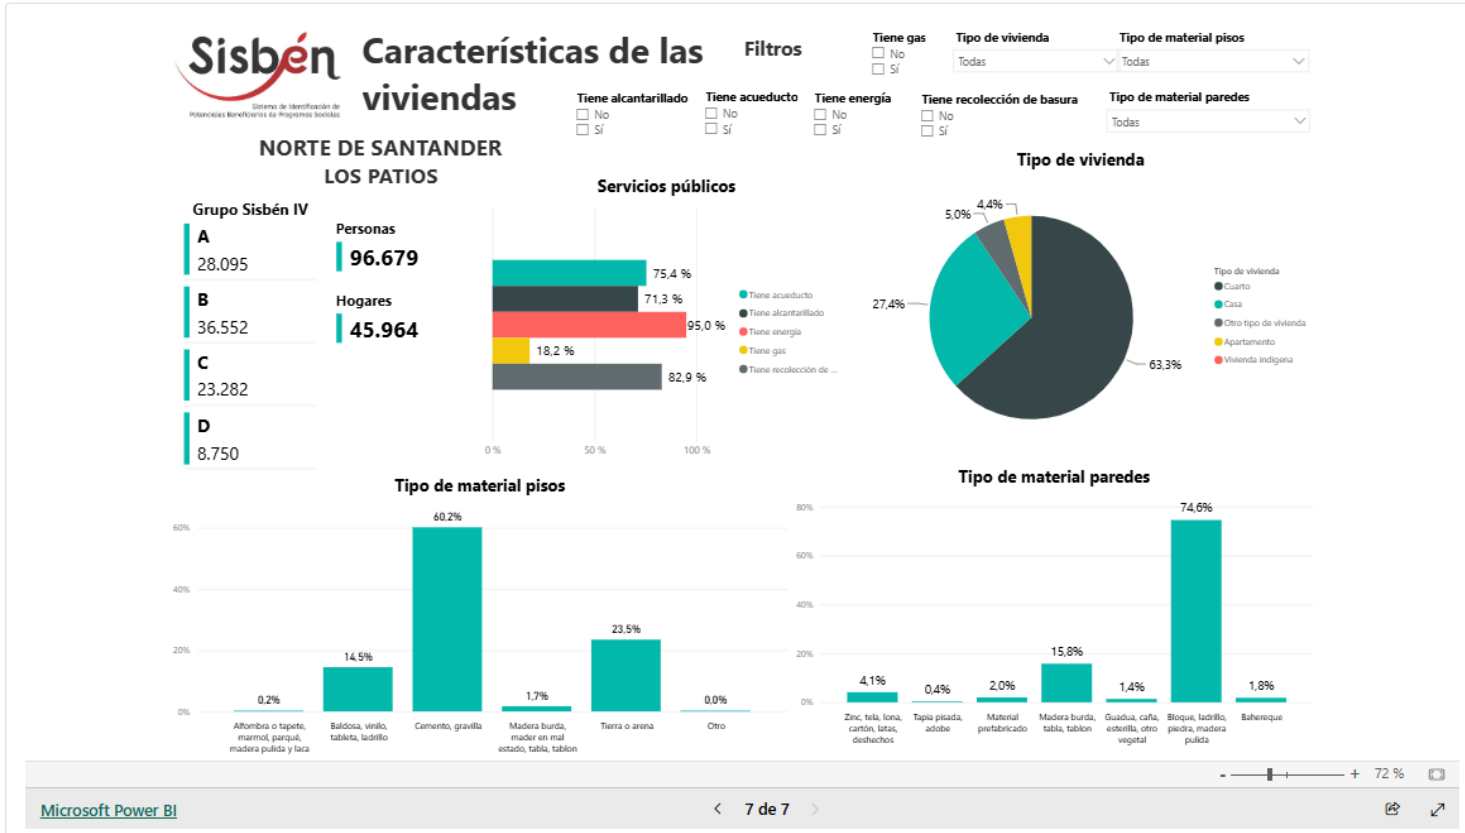 Sisbén
Sistema de Identificación de
Potenciales Beneficiarios de Programas Sociales
Características de las
viviendas
NORTE DE SANTANDER
LOS PATIOS
Filtros
Tiene gas
No
Sí
Tipo de vivienda
Todas
Tipo de material pisos
Todas
Tiene alcantarillado
No
Sí
Tiene acueducto
No
Sí
Tiene energía
No
Sí
Tiene recolección de basura
No
Sí
Tipo de material paredes
Todas
Grupo Sisbén IV
A
28.095
B
36.552
C
23.282
D
8.750
Personas
96.679
Hogares
45.964
Servicios públicos
75,4 %
71,3 %
95,0 %
18,2 %
82,9 %
0 %
50 %
100 %
Tiene acueducto
Tiene alcantarillado
Tiene energía
Tiene gas
Tiene recolección de ...
Tipo de vivienda
4,4%
5,0%
27,4%
63,3%
Tipo de vivienda
Cuarto
Casa
Otro tipo de vivienda
Apartamento
Vivienda indígena
Tipo de material pisos
60%
40%
20%
0%
0,2%
14,5%
60,2%
1,7%
23,5%
0,0%
Alfombra o tapete,
marmol, parqué,
madera pulida y laca
Baldosa, vinilo,
tableta, ladrillo
Cemento, gravilla
Madera burda,
mader en mal
estado, tabla, tablon
Tierra o arena
Otro
Tipo de material paredes
80%
60%
40%
20%
0%
4,1%
0,4%
2,0%
15,8%
1,4%
74,6%
1,8%
Zinc, tela, lona,
cartón, latas,
deshechos
Tapia pisada,
adobe
Material
prefabricado
Madera burda,
tabla, tablon
Guadua, caña,
esterilla, otro
vegetal
Bloque, ladrillo,
piedra, madera
pulida
Bahereque
- + 72 %
Microsoft Power BI
7 de 7